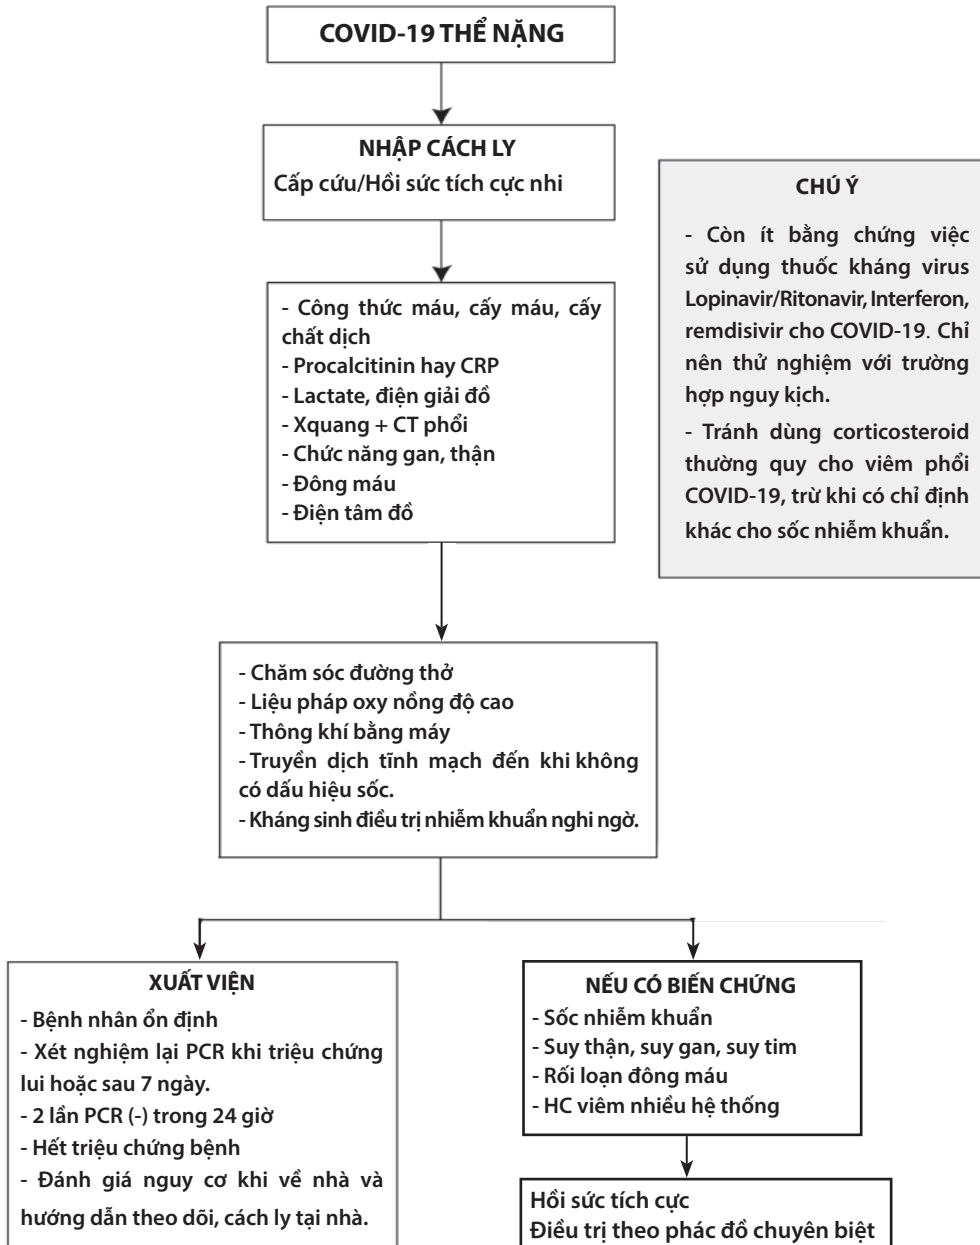 COVID-19 THỂ NẶNG
NHẬP CÁCH LY
Cấp cứu/Hồi sức tích cực nhi
CHÚ Ý
- Còn ít bằng chứng việc
sử dụng thuốc kháng virus
Lopinavir/Ritonavir, Interferon,
remdisivir cho COVID-19. Chỉ
nên thử nghiệm với trường
hợp nguy kịch.
- Tránh dùng corticosteroid
thường quy cho viêm phổi
COVID-19, trừ khi có chỉ định
khác cho sốc nhiễm khuẩn.
- Công thức máu, cấy máu, cấy
chất dịch
- Procalcitinin hay CRP
- Lactate, điện giải đồ
- Xquang + CT phổi
- Chức năng gan, thận
- Đông máu
- Điện tâm đồ
- Chăm sóc đường thở
- Liệu pháp oxy nồng độ cao
- Thông khí bằng máy
- Truyền dịch tĩnh mạch đến khi không
có dấu hiệu sốc.
- Kháng sinh điều trị nhiễm khuẩn nghi ngờ.
XUẤT VIỆN
- Bệnh nhân ổn định
- Xét nghiệm lại PCR khi triệu chứng
lui hoặc sau 7 ngày.
- 2 lần PCR (-) trong 24 giờ
- Hết triệu chứng bệnh
- Đánh giá nguy cơ khi về nhà và
hướng dẫn theo dõi, cách ly tại nhà.
NẾU CÓ BIẾN CHỨNG
- Sốc nhiễm khuẩn
- Suy thận, suy gan, suy tim
- Rối loạn đông máu
- HC viêm nhiều hệ thống
Hồi sức tích cực
Điều trị theo phác đồ chuyên biệt